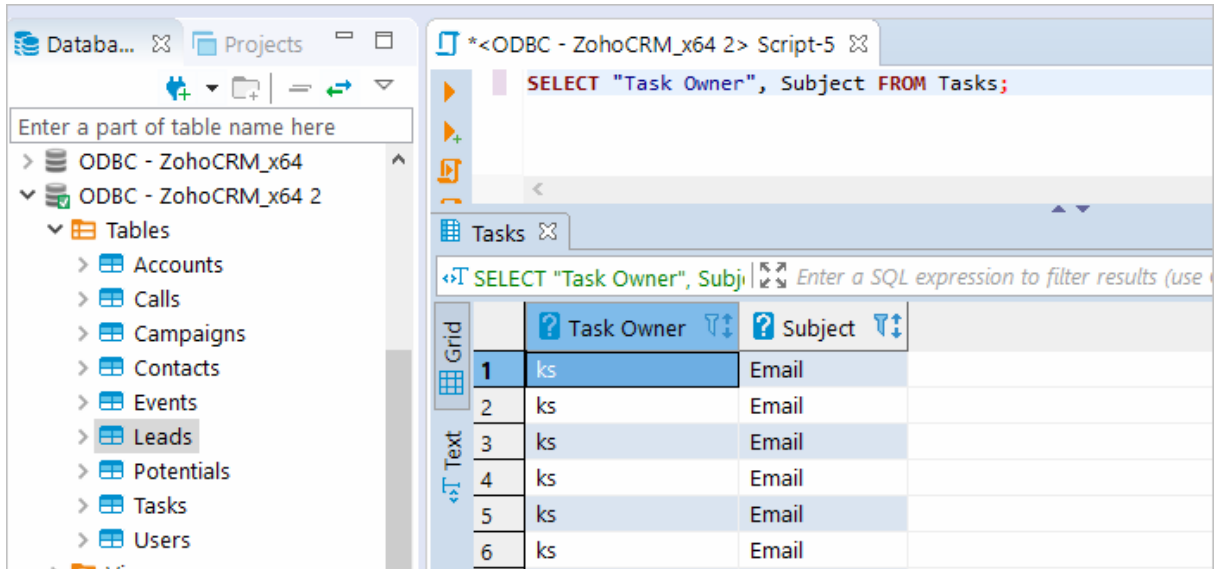 Databa...
Projects
Enter a part of table name here
ODBC - ZohoCRM_x64
ODBC - ZohoCRM_x64 2
Tables
Accounts
Calls
Campaigns
Contacts
Events
Leads
Potentials
Tasks
Users
*<ODBC - ZohoCRM_x64 2> Script-5
SELECT "Task Owner", Subject FROM Tasks;
Tasks
SELECT "Task Owner", Subj
Enter a SQL expression to filter results (use
Grid
Text
Task Owner Subject
1 ks Email
2 ks Email
3 ks Email
4 ks Email
5 ks Email
6 ks Email